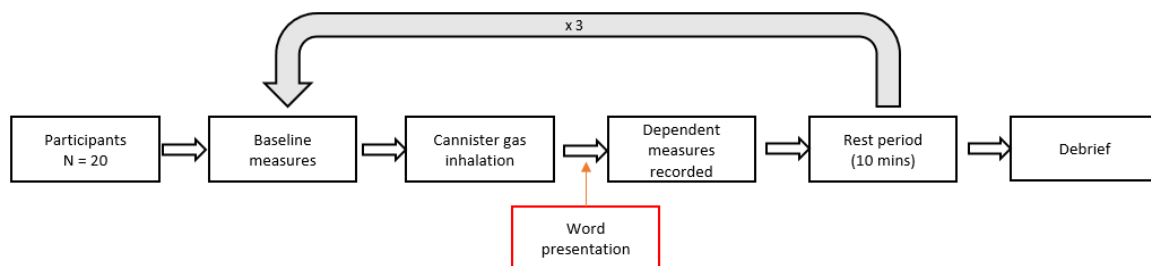 x 3
Participants
N = 20
Baseline
measures
Cannister gas
inhalation
Dependent
measures
recorded
Rest period
(10 mins)
Debrief
Word
presentation